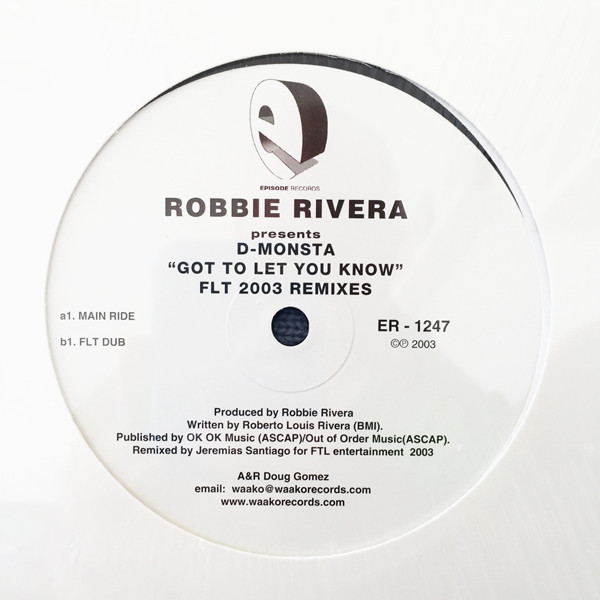 e
EPISODE RECORDS
ROBBIE RIVERA
presents
D-MONSTA
“GOT TO LET YOU KNOW”
FLT 2003 REMIXES
a1. MAIN RIDE
b1. FLT DUB
ER - 1247
©℗ 2003
Produced by Robbie Rivera
Written by Roberto Louis Rivera (BMI).
Published by OK OK Music (ASCAP)/Out of Order Music(ASCAP).
Remixed by Jeremias Santiago for FTL entertainment 2003
A&R Doug Gomez
email: waako@waakorecords.com
www.waakorecords.com